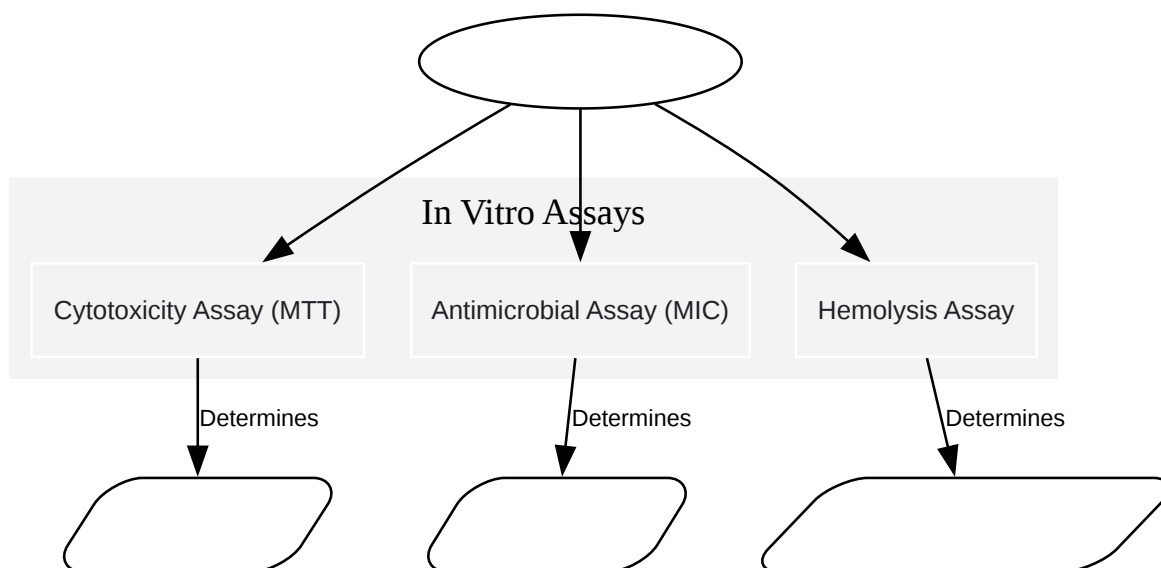 In Vitro Assays
Cytotoxicity Assay (MTT)
Antimicrobial Assay (MIC)
Hemolysis Assay
Determines
Determines
Determines